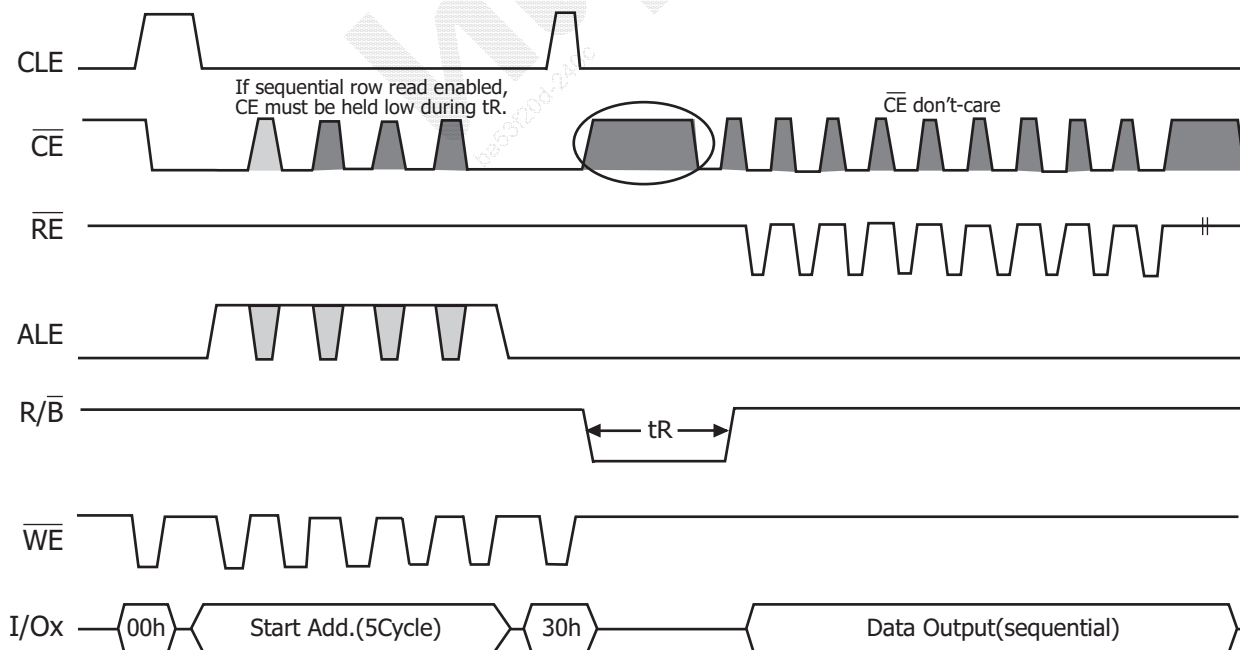 CLE
If sequential row read enabled,
CE must be held low during tR.
CE don't-care
CE
RE
ALE
R/B
tR
WE
I/Ox
00h
Start Add.(5Cycle)
30h
Data Output(sequential)